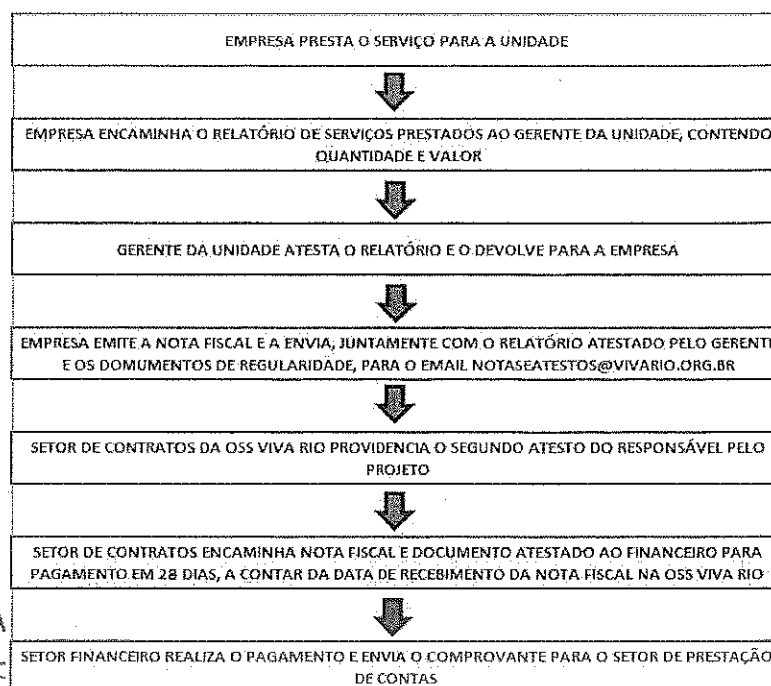 EMPRESA PRESTA O SERVIÇO PARA A UNIDADE
EMPRESA ENCAMINHA O RELATÓRIO DE SERVIÇOS PRESTADOS AO GERENTE DA UNIDADE, CONTENDO
QUANTIDADE E VALOR
GERENTE DA UNIDADE ATESTA O RELATÓRIO E O DEVOLVE PARA A EMPRESA
EMPRESA EMITE A NOTA FISCAL E A ENVIA, JUNTAMENTE COM O RELATÓRIO ATESTADO PELO GERENTE
E OS DOMUMENTOS DE REGULARIDADE, PARA O EMAIL NOTASEATESTOS@VIVARIO.ORG.BR
SETOR DE CONTRATOS DA OSS VIVA RIO PROVIDENCIA O SEGUNDO ATESTO DO RESPONSÁVEL PELO
PROJETO
SETOR DE CONTRATOS ENCAMINHA NOTA FISCAL E DOCUMENTO ATESTADO AO FINANCEIRO PARA
PAGAMENTO EM 28 DIAS, A CONTAR DA DATA DE RECEBIMENTO DA NOTA FISCAL NA OSS VIVA RIO
SETOR FINANCEIRO REALIZA O PAGAMENTO E ENVIA O COMPROVANTE PARA O SETOR DE PRESTAÇÃO
DE CONTAS